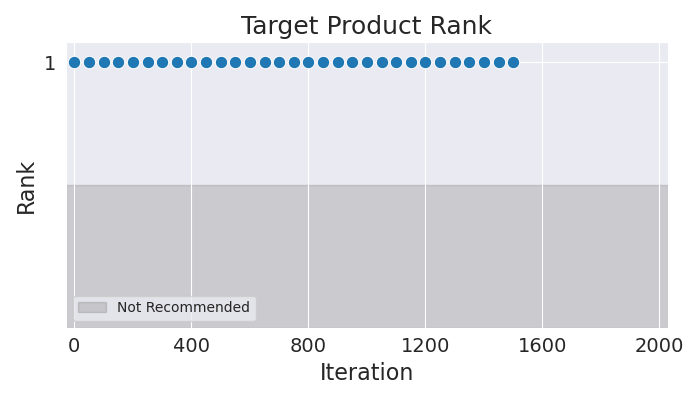 Target Product Rank
1
Rank
Not Recommended
0 400 800 1200 1600 2000
Iteration